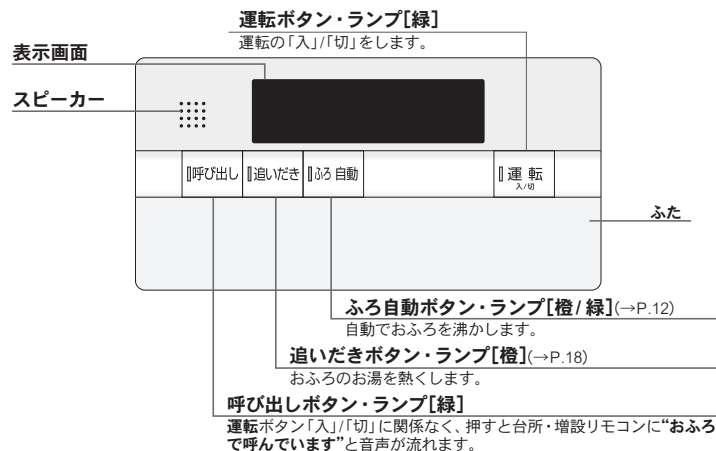 運転ボタン・ランプ[緑]
運転の「入」/「切」をします。
表示画面
スピーカー
呼び出し
追いだき
ふろ 自動
運 転
入/切
ふた
ふろ自動ボタン・ランプ[橙/緑](→P.12)
自動でおふろを沸かします。
追いだきボタン・ランプ[橙](→P.18)
おふろのお湯を熱くします。
呼び出しボタン・ランプ[緑]
運転ボタン「入」/「切」に関係なく、押すと台所・増設リモコンに“おふろ
で呼んでいます”と音声が流れます。